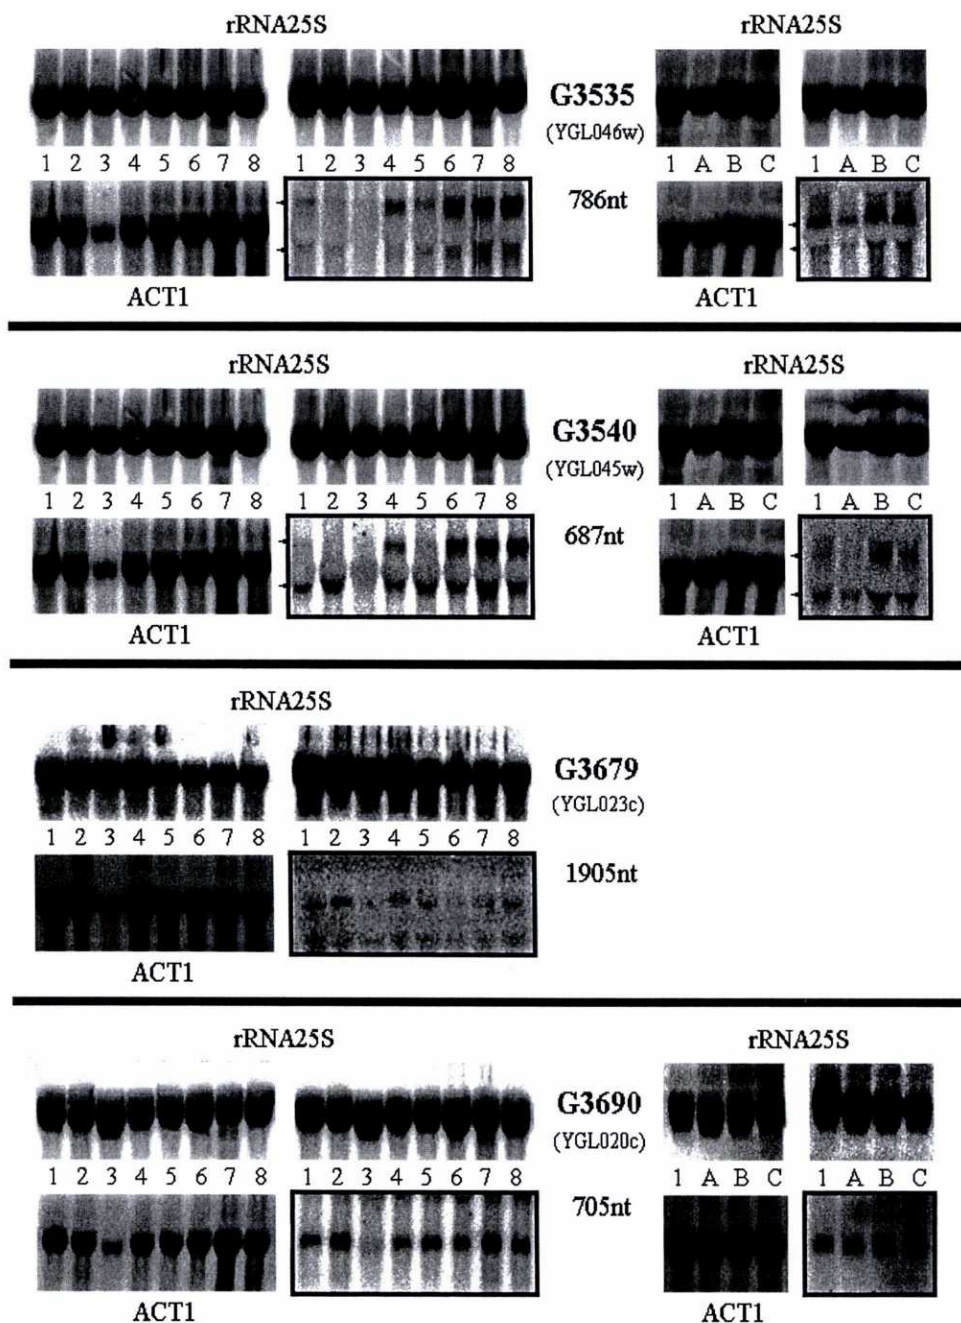 rRNA25S rRNA25S
G3535
(YGL046w)
1 2 3 4 5 6 7 8 1 2 3 4 5 6 7 8 1 A B C 1 A B C
786nt
ACT1 ACT1
rRNA25S rRNA25S
G3540
(YGL045w)
1 2 3 4 5 6 7 8 1 2 3 4 5 6 7 8 1 A B C 1 A B C
687nt
ACT1 ACT1
rRNA25S
G3679
(YGL023c)
1 2 3 4 5 6 7 8 1 2 3 4 5 6 7 8
1905nt
ACT1
rRNA25S rRNA25S
G3690
(YGL020c)
1 2 3 4 5 6 7 8 1 2 3 4 5 6 7 8 1 A B C 1 A B C
705nt
ACT1 ACT1